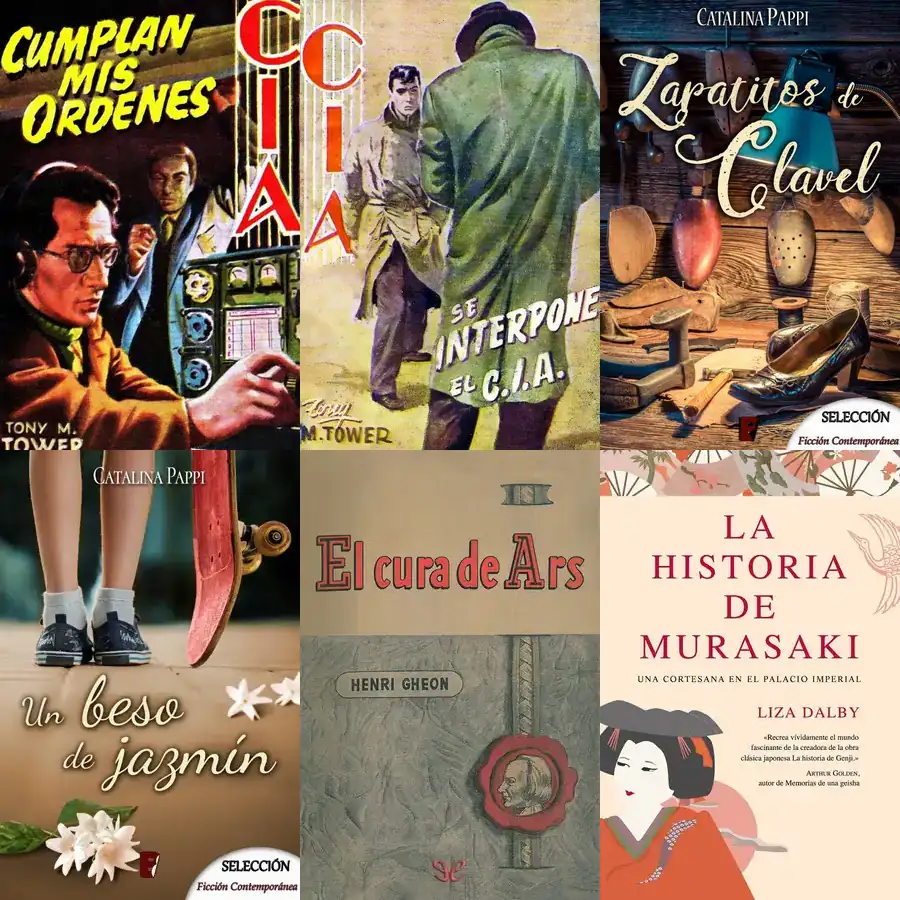 CUMPLAN
MIS
ORDENES
CIA
TONY M.
TOWER
CIA
SE
INTERPONE
EL C.I.A.
Tony
M. TOWER
CATALINA PAPPI
Zapatitos de
Clavel
SELECCIÓN
Ficción Contemporánea
CATALINA PAPPI
Un beso
de jazmín
SELECCIÓN
Ficción Contemporánea
El cura de Ars
HENRI GHEON
LA
HISTORIA
DE
MURASAKI
UNA CORTESANA EN EL PALACIO IMPERIAL
LIZA DALBY
«Recrea vívidamente el mundo
fascinante de la creadora de la obra
clásica japonesa La historia de Genji.»
ARTHUR GOLDEN,
autor de Memorias de una geisha